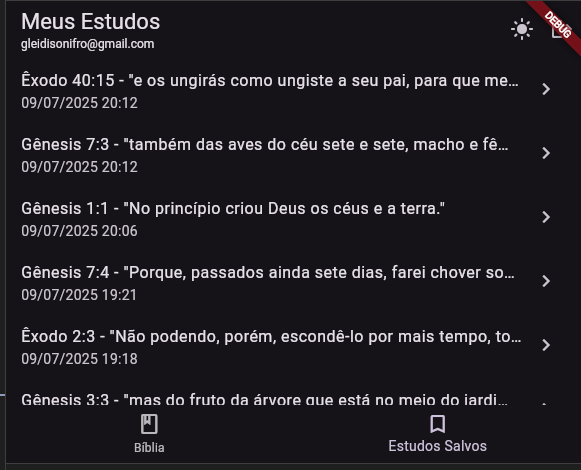 Meus Estudos
gleidisonifro@gmail.com
DEBUG
Êxodo 40:15 - "e os ungirás como ungiste a seu pai, para que me…
09/07/2025 20:12
Gênesis 7:3 - "também das aves do céu sete e sete, macho e fê…
09/07/2025 20:12
Gênesis 1:1 - "No princípio criou Deus os céus e a terra."
09/07/2025 20:06
Gênesis 7:4 - "Porque, passados ainda sete dias, farei chover so…
09/07/2025 19:21
Êxodo 2:3 - "Não podendo, porém, escondê-lo por mais tempo, to…
09/07/2025 19:18
Gênesis 3:3 - "mas do fruto da árvore que está no meio do jardi…
Bíblia
Estudos Salvos